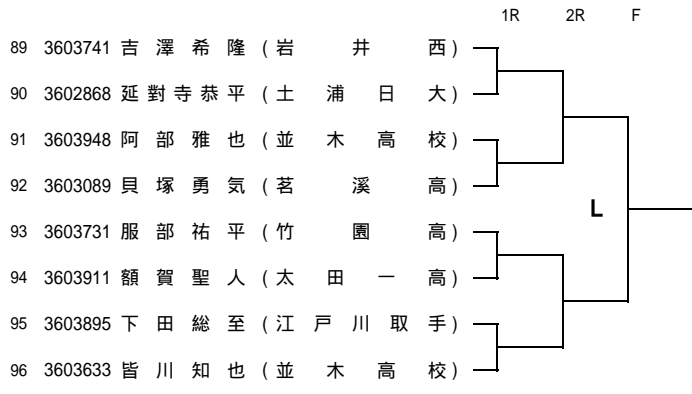 1R 2R F
89 3603741 吉澤希隆 (岩井西)
90 3602868 延對寺恭平 (土浦日大)
91 3603948 阿部雅也 (並木高校)
92 3603089 貝塚勇気 (茗溪高)
L
93 3603731 服部祐平 (竹園高)
94 3603911 額賀聖人 (太田一高)
95 3603895 下田総至 (江戸川取手)
96 3603633 皆川知也 (並木高校)